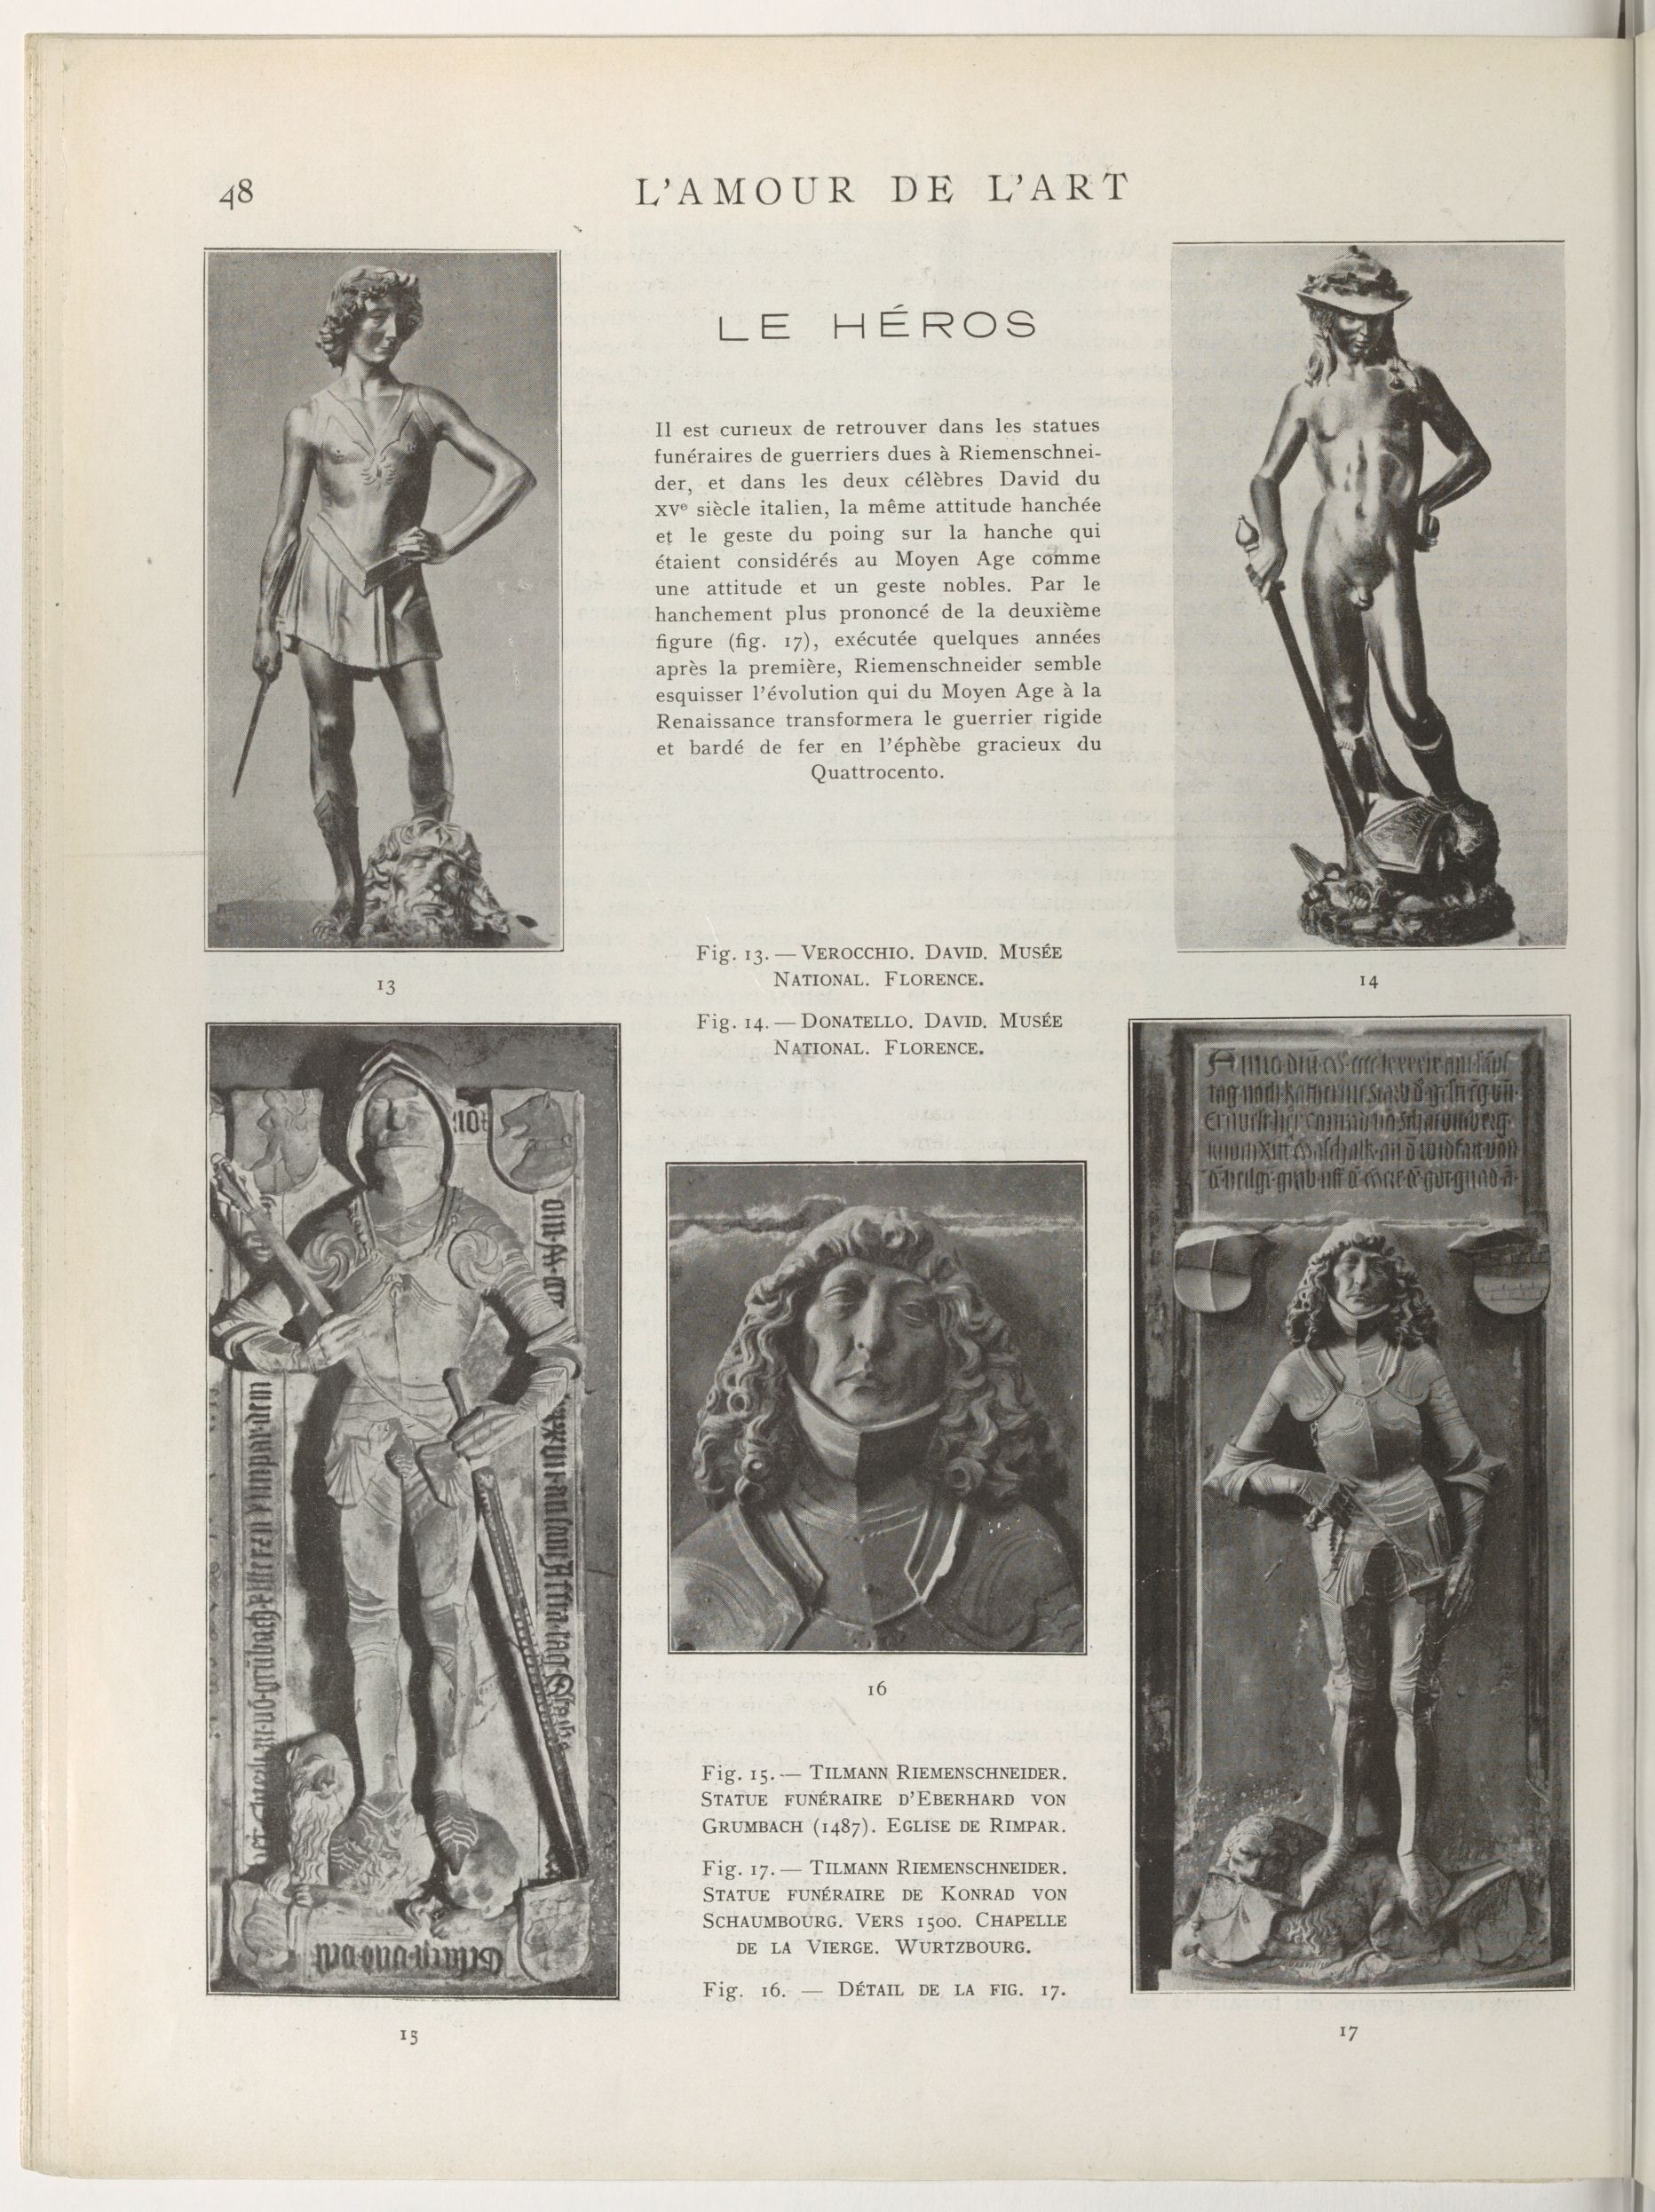 48
L'AMOUR DE L'ART
LE HÉROS
Il est curieux de retrouver dans les statues
funéraires de guerriers dues à Riemenschnei-
der, et dans les deux célèbres David du
XVe siècle italien, la même attitude hanchée
et le geste du poing sur la hanche qui
étaient considérés au Moyen Age comme
une attitude et un geste nobles. Par le
hanchement plus prononcé de la deuxième
figure (fig. 17), exécutée quelques années
après la première, Riemenschneider semble
esquisser l'évolution qui du Moyen Age à la
Renaissance transformera le guerrier rigide
et bardé de fer en l'éphèbe gracieux du
Quattrocento.
Fig. 13. — VEROCCHIO. DAVID. MUSÉE
NATIONAL. FLORENCE.
13
14
Fig. 14. — DONATELLO. DAVID. MUSÉE
NATIONAL. FLORENCE.
16
Fig. 15. — TILMANN RIEMENSCHNEIDER.
STATUE FUNÉRAIRE D'EBERHARD VON
GRUMBACH (1487). EGLISE DE RIMPAR.
Fig. 17. — TILMANN RIEMENSCHNEIDER.
STATUE FUNÉRAIRE DE KONRAD VON
SCHAUMBOURG. VERS 1500. CHAPELLE
DE LA VIERGE. WURTZBOURG.
Fig. 16. — DÉTAIL DE LA FIG. 17.
15
17